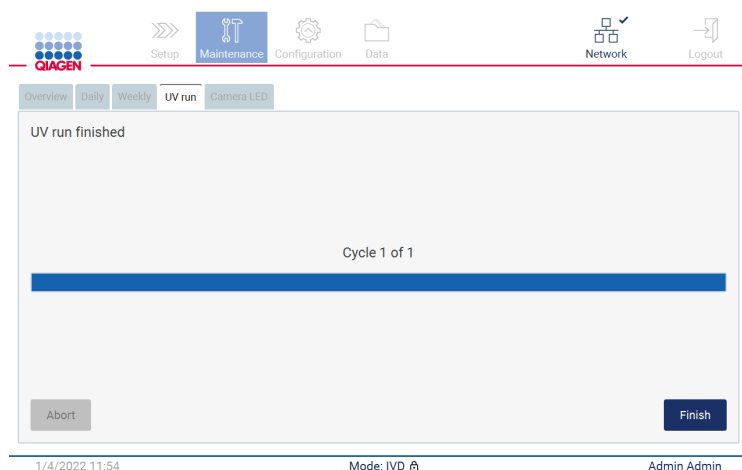 QIAGEN
Setup Maintenance Configuration Data Network Logout
Overview Daily Weekly UV run Camera LED
UV run finished
Cycle 1 of 1
Abort Finish
1/4/2022 11:54 Mode: IVD Admin Admin